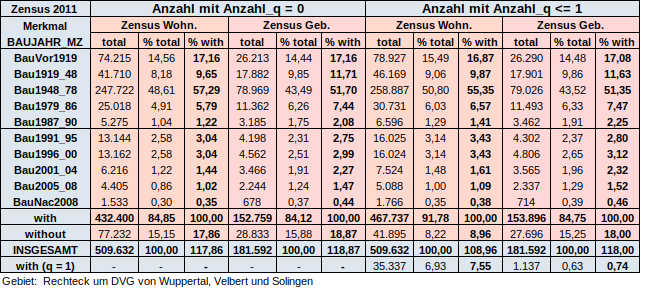 Zensus 2011 Anzahl mit Anzahl_q = 0 Anzahl mit Anzahl_q <= 1
Merkmal Zensus Wohn. Zensus Geb. Zensus Wohn. Zensus Geb.
BAUJAHR_MZ total % total % with total % total % with total % total % with total % total % with
BauVor1919 74.215 14,56 17,16 26.213 14,44 17,16 78.927 15,49 16,87 26.290 14,48 17,08
Bau1919_48 41.710 8,18 9,65 17.882 9,85 11,71 46.169 9,06 9,87 17.901 9,86 11,63
Bau1948_78 247.722 48,61 57,29 78.969 43,49 51,70 258.887 50,80 55,35 79.026 43,52 51,35
Bau1979_86 25.018 4,91 5,79 11.362 6,26 7,44 30.731 6,03 6,57 11.493 6,33 7,47
Bau1987_90 5.275 1,04 1,22 3.185 1,75 2,08 6.596 1,29 1,41 3.462 1,91 2,25
Bau1991_95 13.144 2,58 3,04 4.198 2,31 2,75 16.025 3,14 3,43 4.302 2,37 2,80
Bau1996_00 13.162 2,58 3,04 4.562 2,51 2,99 16.024 3,14 3,43 4.806 2,65 3,12
Bau2001_04 6.216 1,22 1,44 3.466 1,91 2,27 7.524 1,48 1,61 3.565 1,96 2,32
Bau2005_08 4.405 0,86 1,02 2.244 1,24 1,47 5.088 1,00 1,09 2.337 1,29 1,52
BauNac2008 1.533 0,30 0,35 678 0,37 0,44 1.766 0,35 0,38 714 0,39 0,46
with 432.400 84,85 100,00 152.759 84,12 100,00 467.737 91,78 100,00 153.896 84,75 100,00
without 77.232 15,15 17,86 28.833 15,88 18,87 41.895 8,22 8,96 27.696 15,25 18,00
INSGESAMT 509.632 100,00 117,86 181.592 100,00 118,87 509.632 100,00 108,96 181.592 100,00 118,00
with (q = 1) - - - - - - 35.337 6,93 7,55 1.137 0,63 0,74
Gebiet: Rechteck um DVG von Wuppertal, Velbert und Solingen